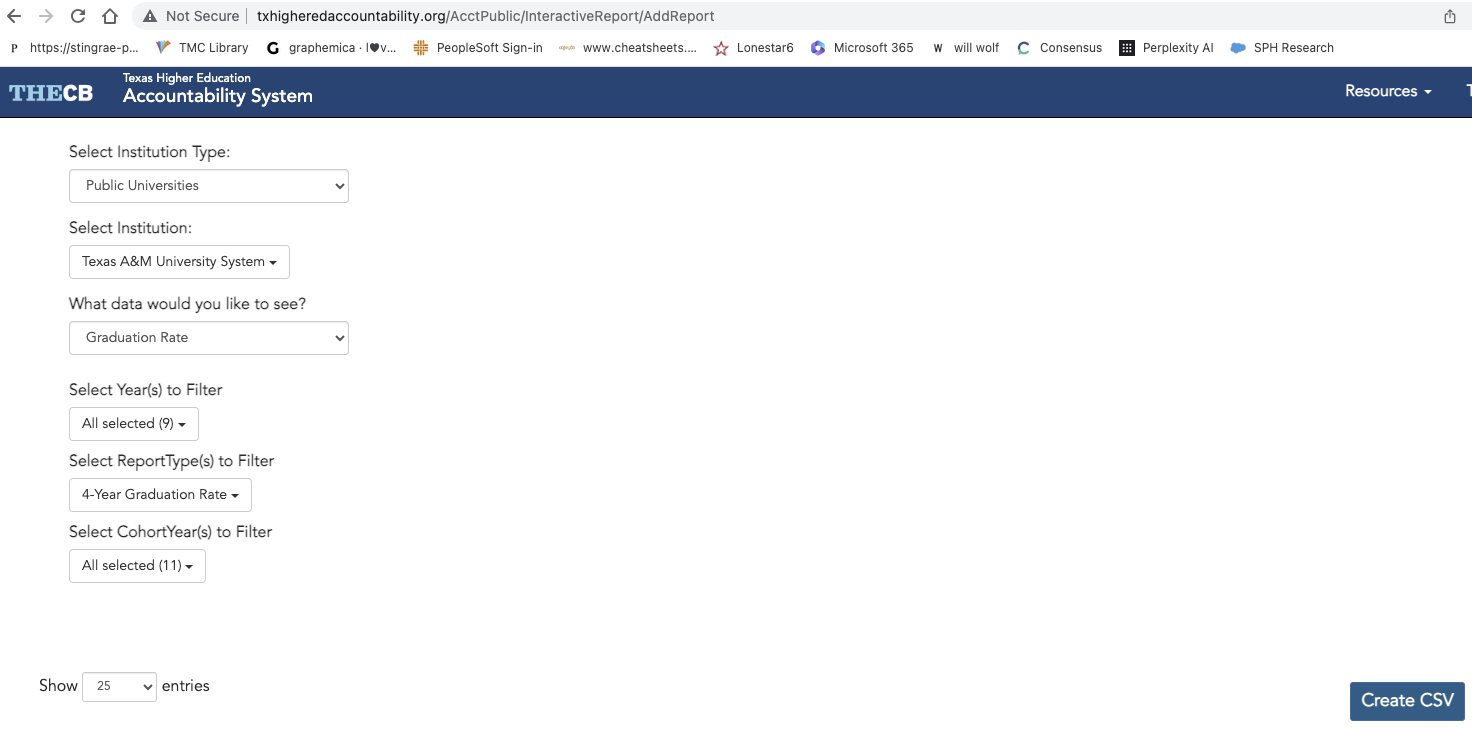 Not Secure txhigheredaccountability.org/AcctPublic/InteractiveReport/AddReport
P https://stingrae-p... TMC Library G graphemica · I♥v... PeopleSoft Sign-in www.cheatsheets.... Lonestar6 Microsoft 365 W will wolf Consensus Perplexity AI SPH Research
THECB
Texas Higher Education
Accountability System
Resources
Select Institution Type:
Public Universities
Select Institution:
Texas A&M University System
What data would you like to see?
Graduation Rate
Select Year(s) to Filter
All selected (9)
Select ReportType(s) to Filter
4-Year Graduation Rate
Select CohortYear(s) to Filter
All selected (11)
Show 25 entries
Create CSV